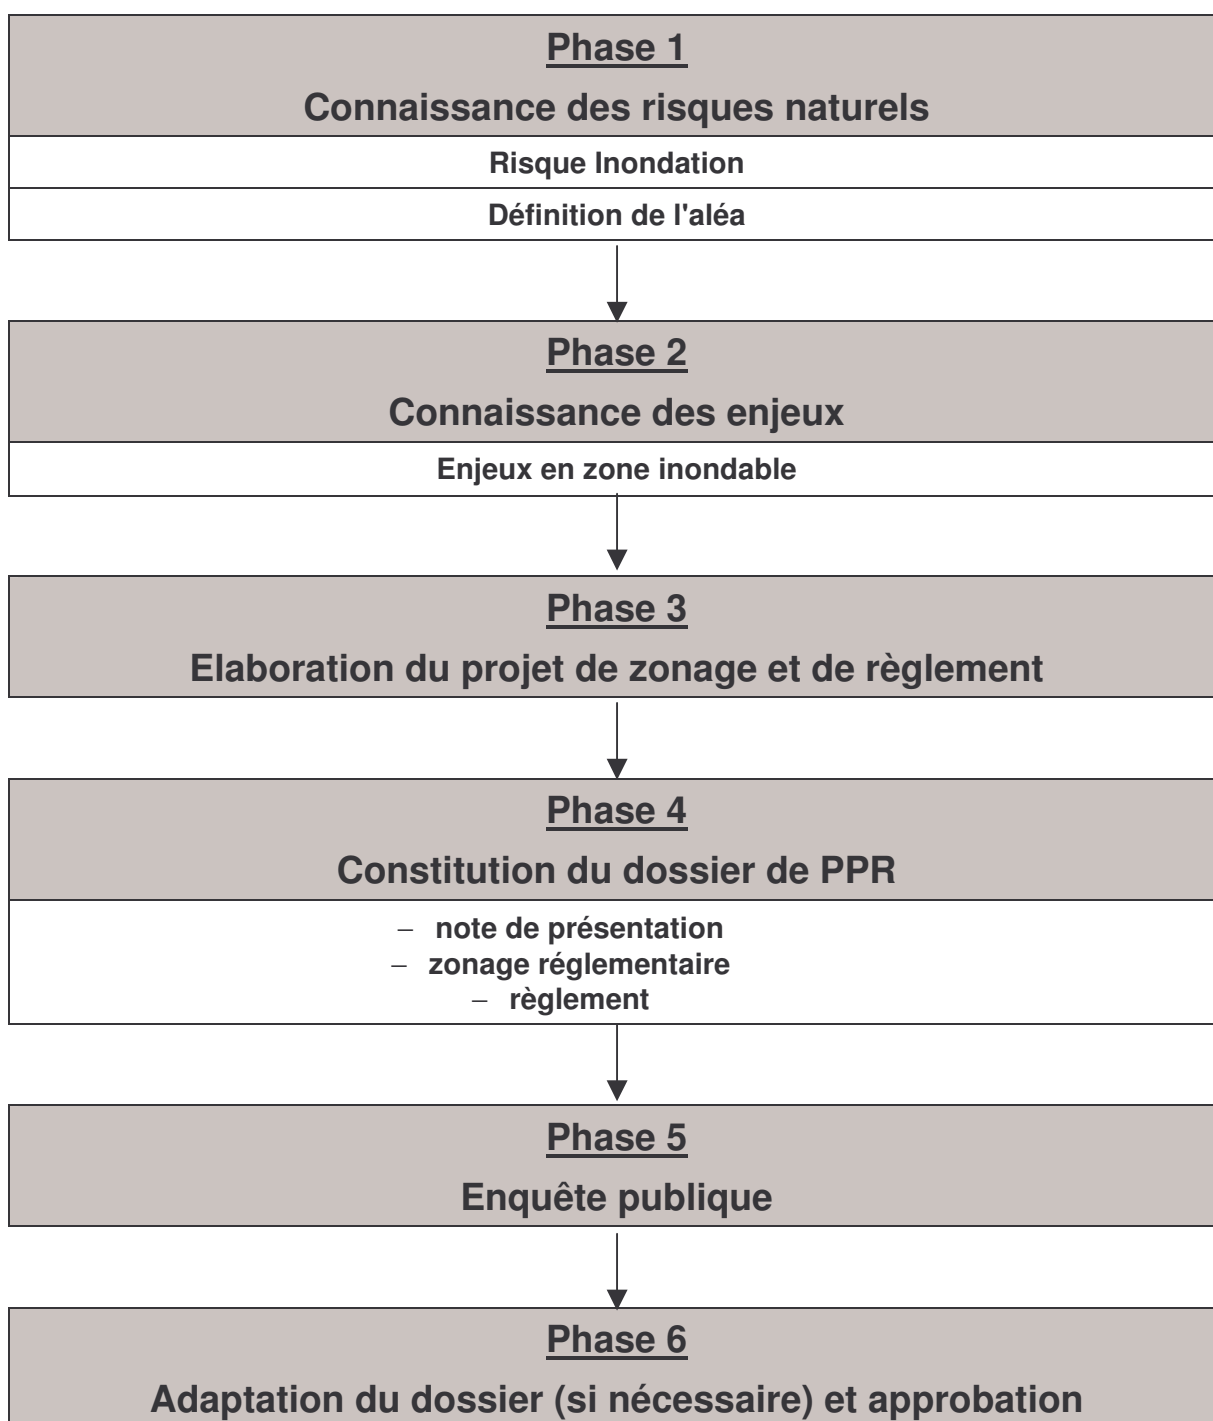 Phase 1
Connaissance des risques naturels
Risque Inondation
Définition de l'aléa
Phase 2
Connaissance des enjeux
Enjeux en zone inondable
Phase 3
Elaboration du projet de zonage et de règlement
Phase 4
Constitution du dossier de PPR
– note de présentation
– zonage réglementaire
– règlement
Phase 5
Enquête publique
Phase 6
Adaptation du dossier (si nécessaire) et approbation